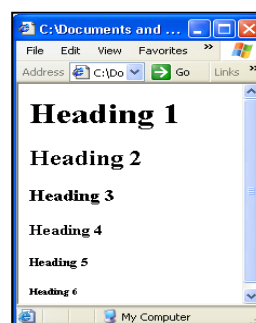 C:\Documents and ...
File Edit View Favorites »
Address C:\Do Go Links »
Heading 1
Heading 2
Heading 3
Heading 4
Heading 5
Heading 6
My Computer